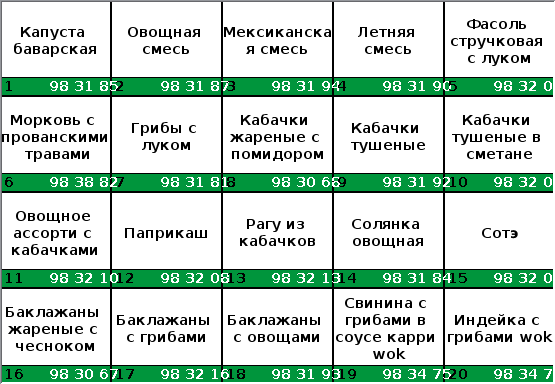 Капуста
баварская
1 98 31 85
Овощная
смесь
2 98 31 87
Мексиканска
я смесь
3 98 31 94
Летняя
смесь
4 98 31 90
Фасоль
стручковая
с луком
5 98 32 0
Морковь с
прованскими
травами
6 98 38 82
Грибы с
луком
7 98 31 81
Кабачки
жареные с
помидором
8 98 30 68
Кабачки
тушеные
9 98 31 92
Кабачки
тушеные в
сметане
10 98 32 0
Овощное
ассорти с
кабачками
11 98 32 10
Паприкаш
12 98 32 08
Рагу из
кабачков
13 98 32 13
Солянка
овощная
14 98 31 84
Сотэ
15 98 32 0
Баклажаны
жареные с
чесноком
16 98 30 67
Баклажаны
с грибами
17 98 32 16
Баклажаны
с овощами
18 98 31 93
Свинина с
грибами в
соусе карри
wok
19 98 34 75
Индейка с
грибами wok
20 98 34 7